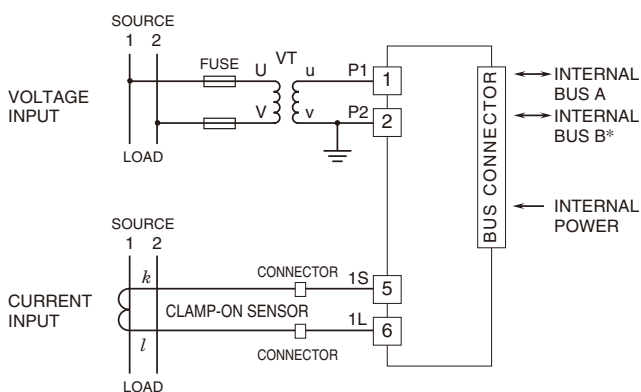 SOURCE
1 2
FUSE
VT
U
u
P1
1
VOLTAGE
INPUT
V
v
P2
2
LOAD
BUS CONNECTOR
INTERNAL
BUS A
INTERNAL
BUS B*
INTERNAL
POWER
SOURCE
1 2
k
CONNECTOR
1S
5
CURRENT
INPUT
CLAMP-ON SENSOR
l
1L
6
CONNECTOR
LOAD